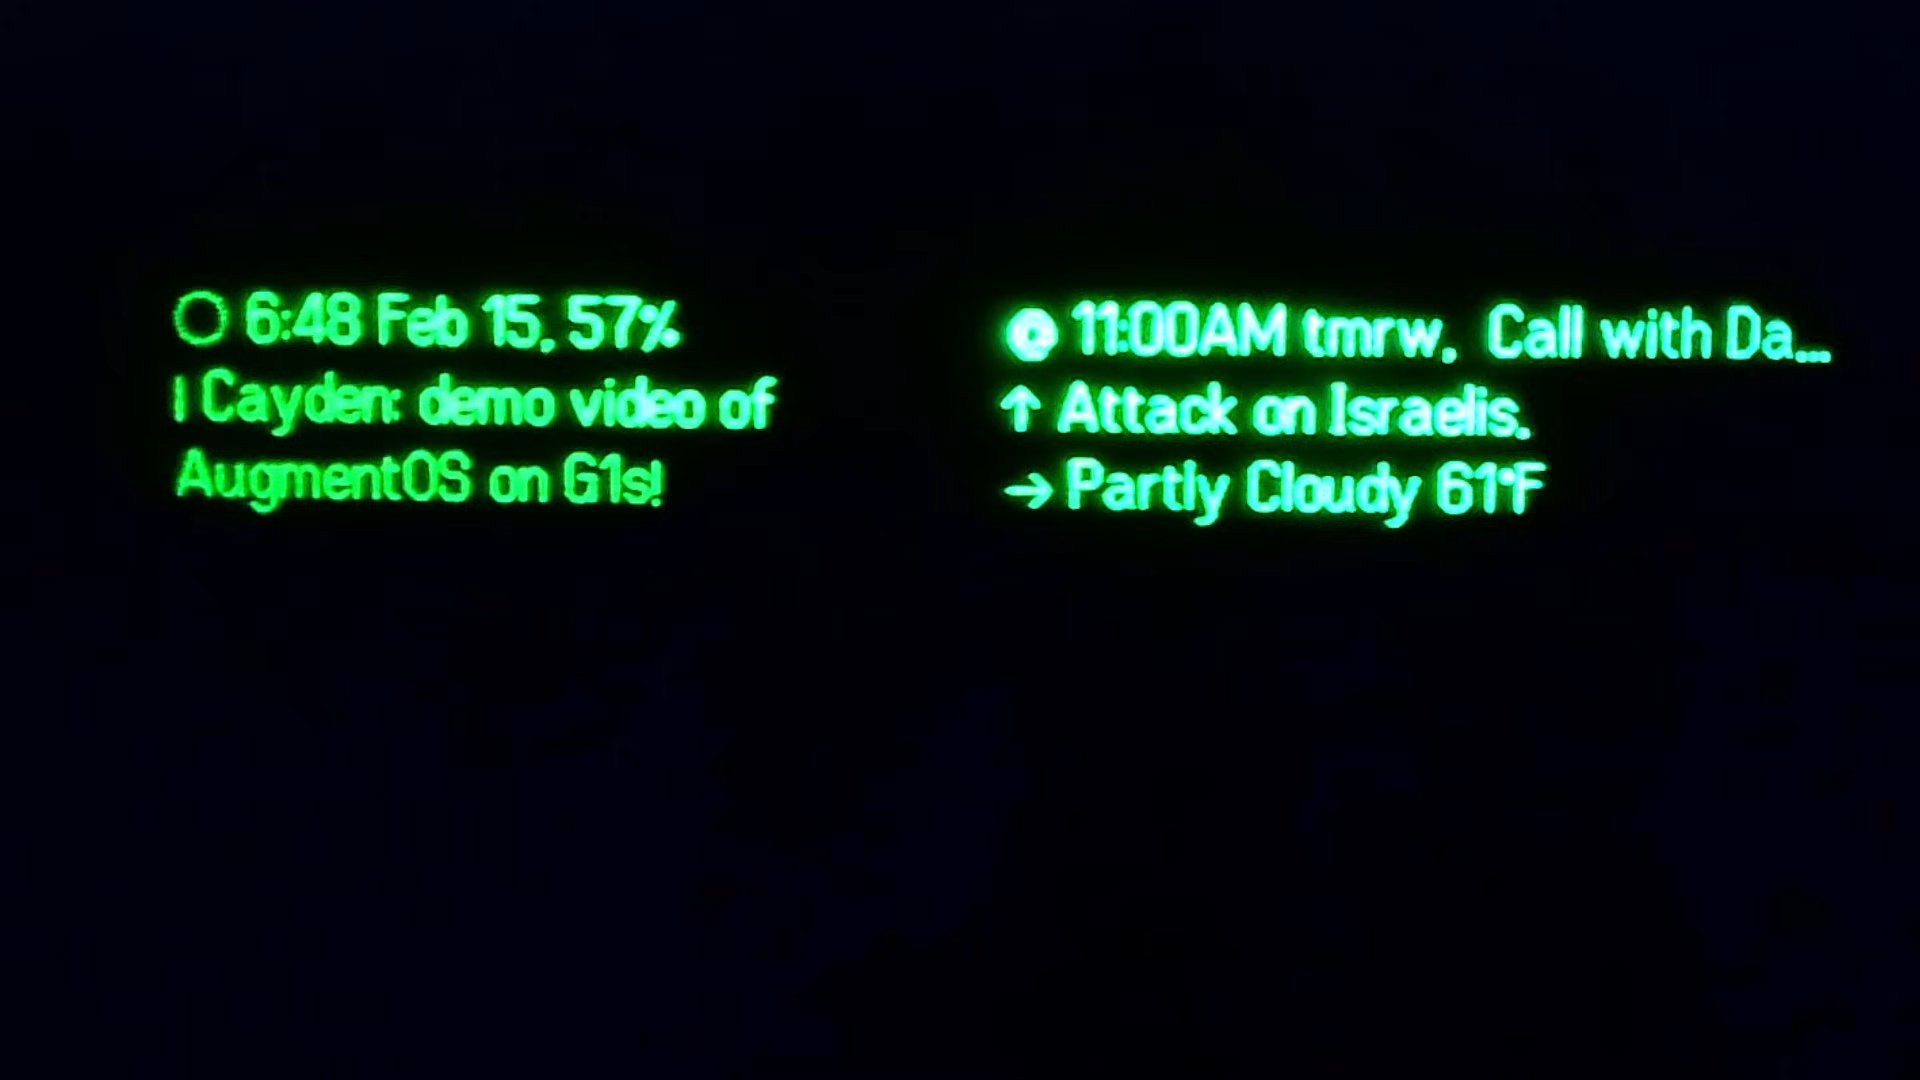 6:48 Feb 15, 57%
| Cayden: demo video of
AugmentOS on G1s!
@ 11:00AM tmrw. Call with Da...
↑ Attack on Israelis.
→ Partly Cloudy 61°F